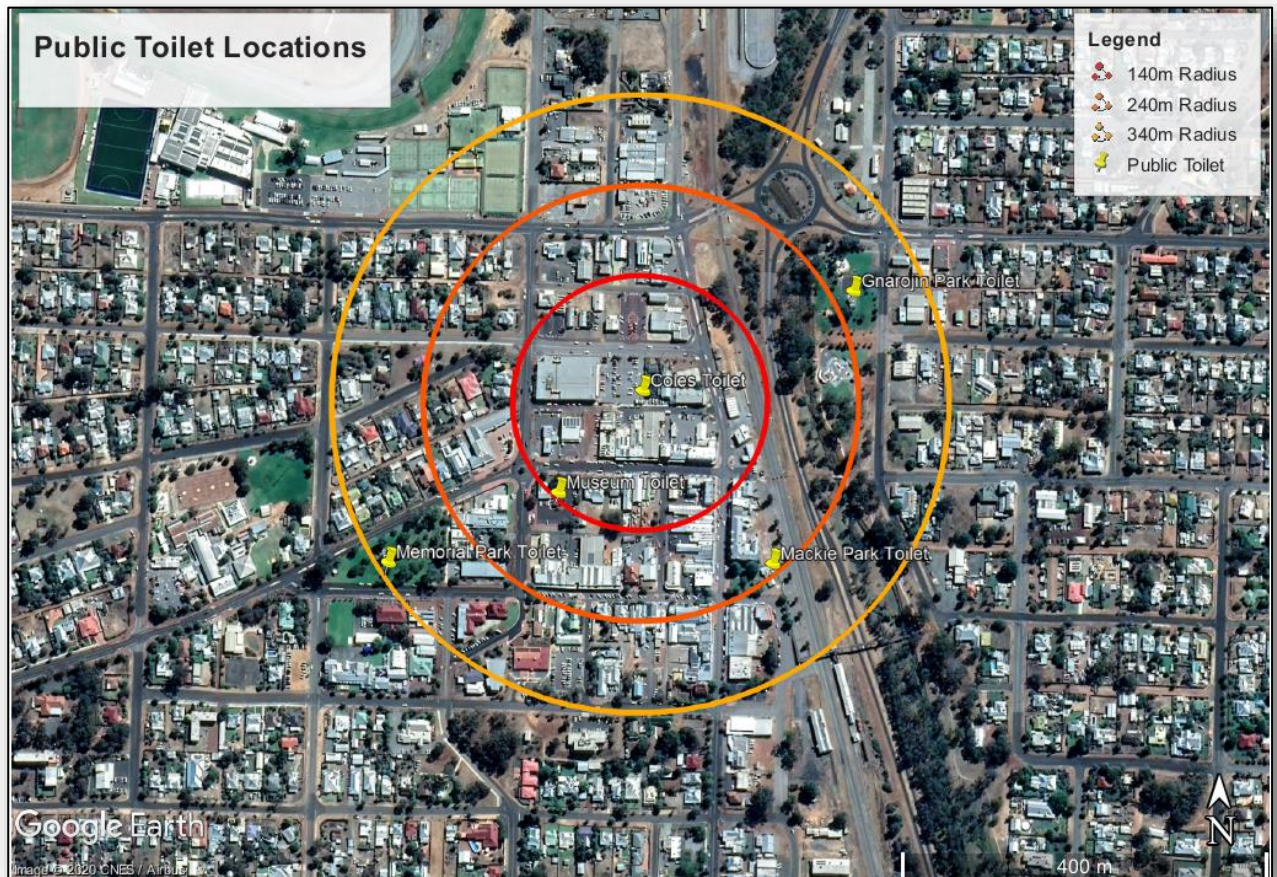 Public Toilet Locations
Legend
140m Radius
240m Radius
340m Radius
Public Toilet
Gnarojin Park Toilet
Coles Toilet
Museum Toilet
Memorial Park Toilet
Mackie Park Toilet
Google Earth
Image © 2020 CNES / Airbus
N
400 m